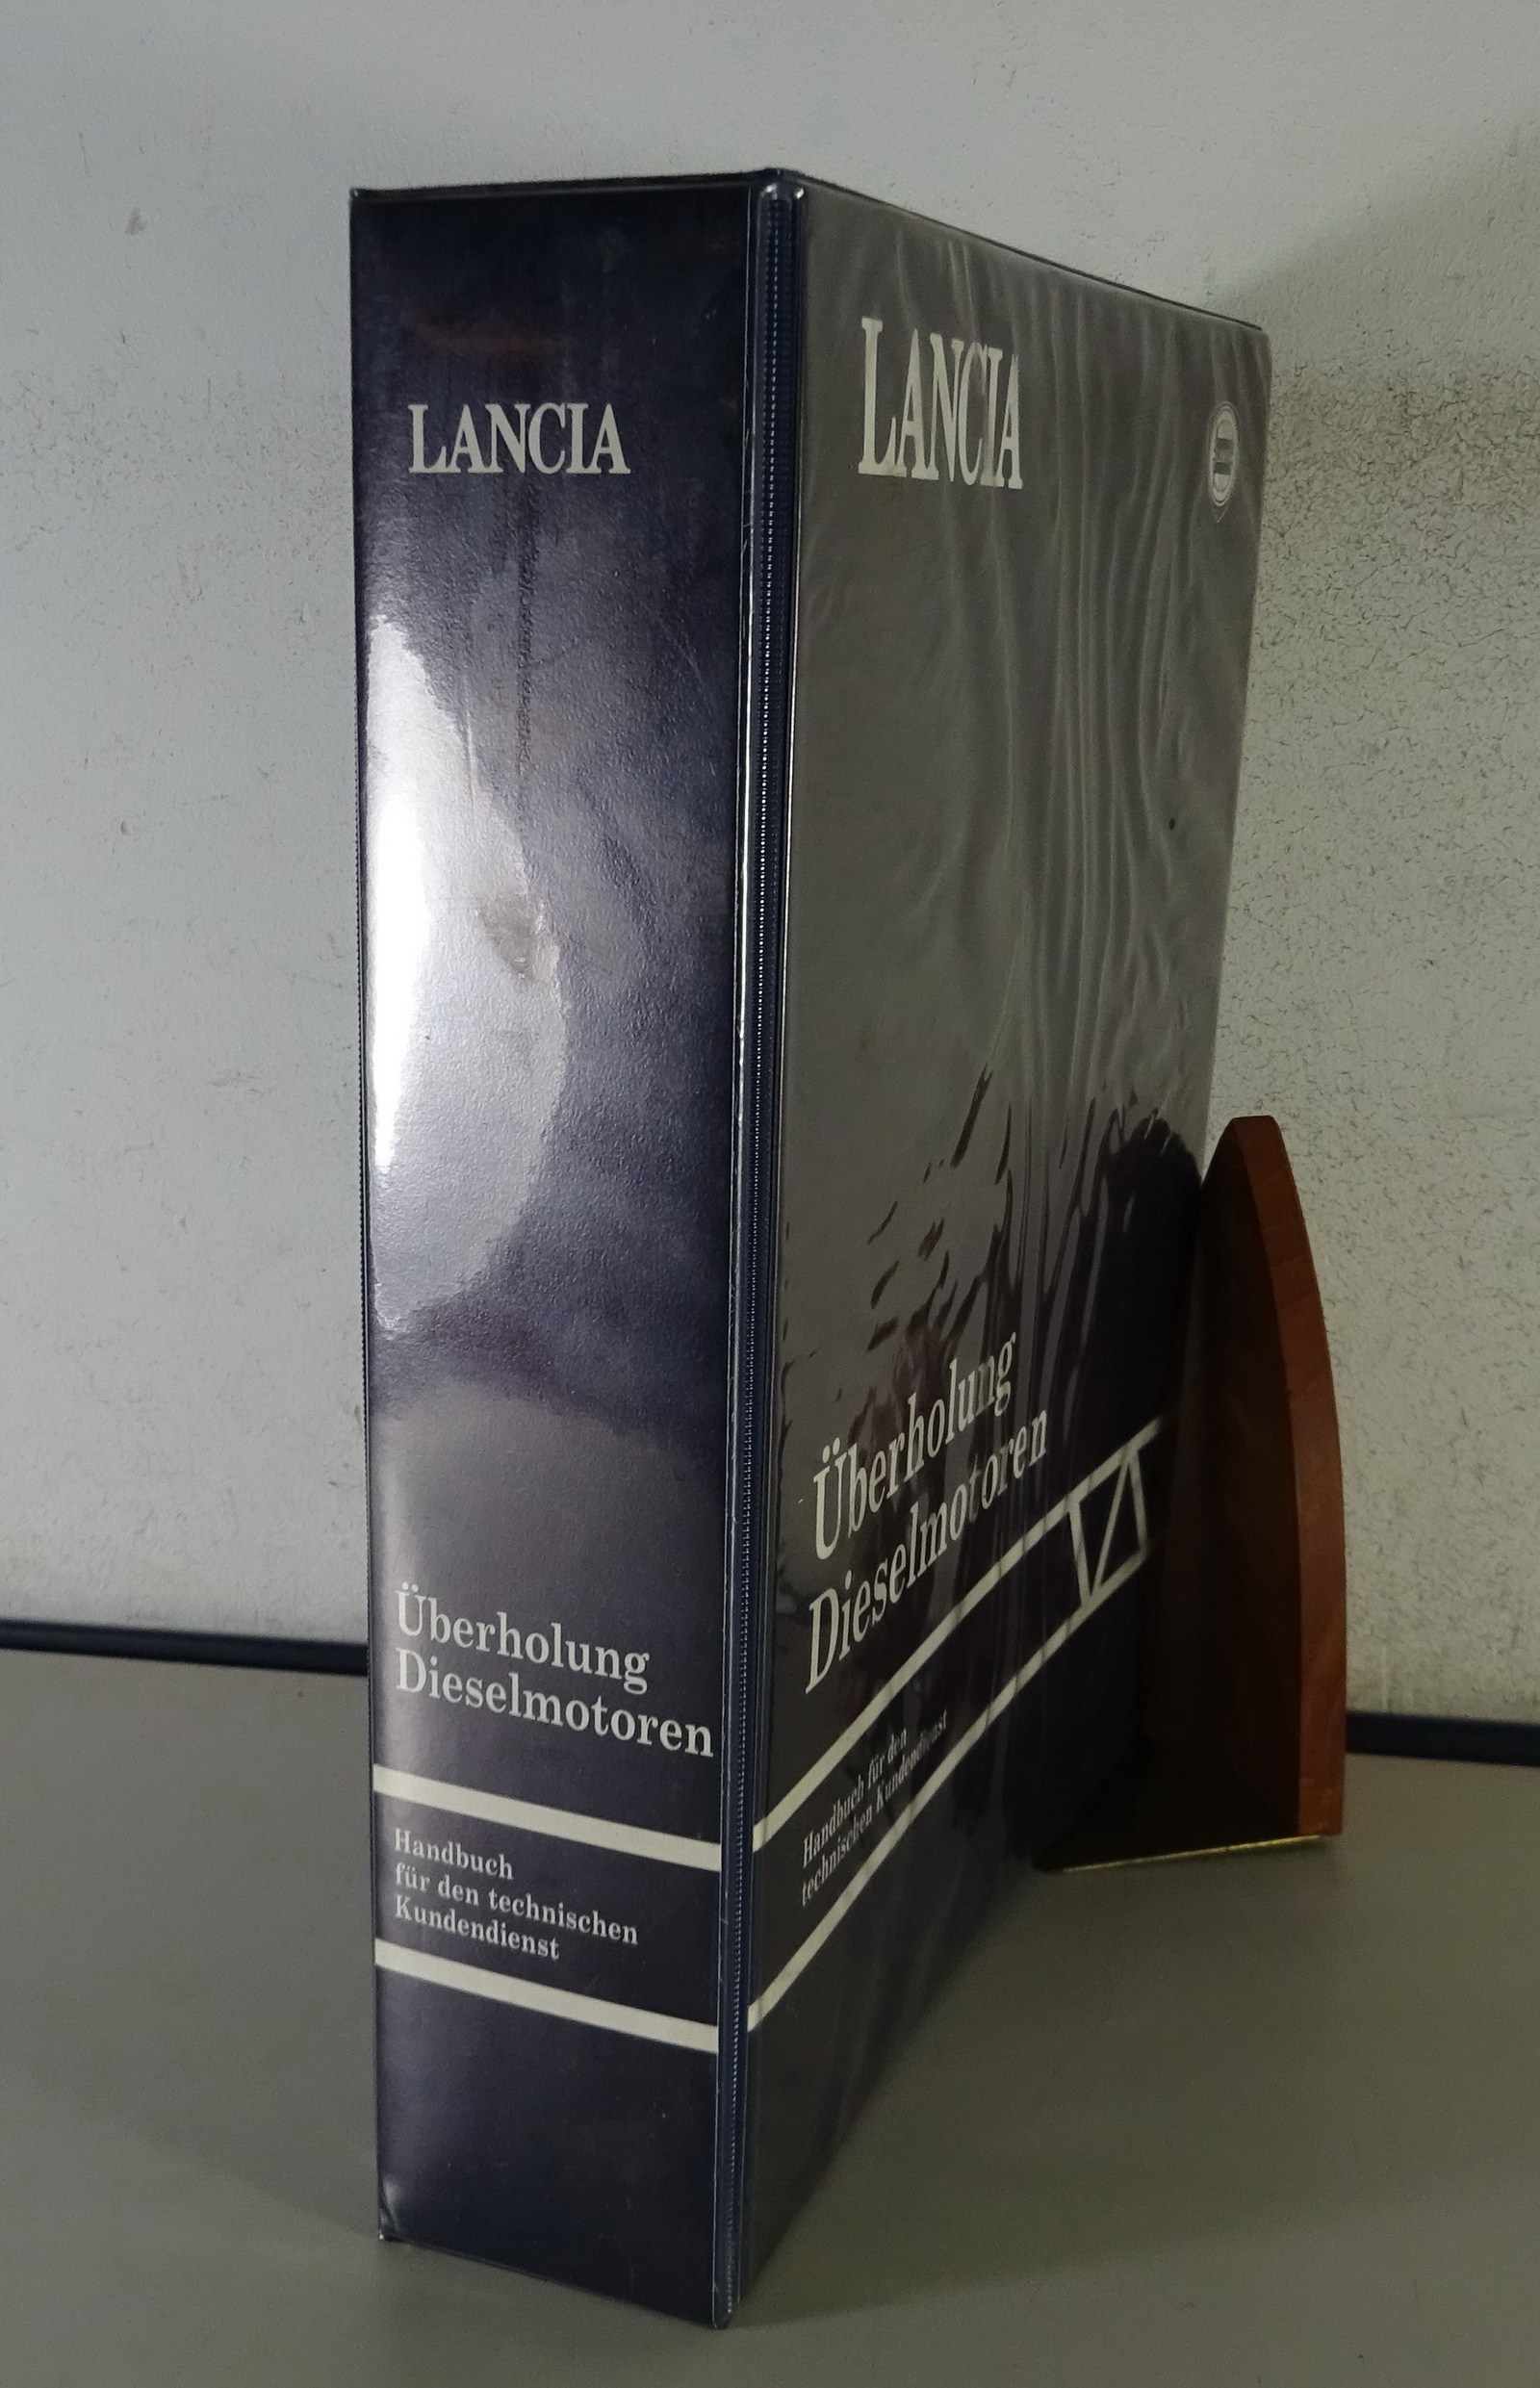 LANCIA
Überholung
Dieselmotoren
Handbuch
für den technischen
Kundendienst
LANCIA
Überholung
Dieselmotoren
Handbuch für den
technischen Kundendienst